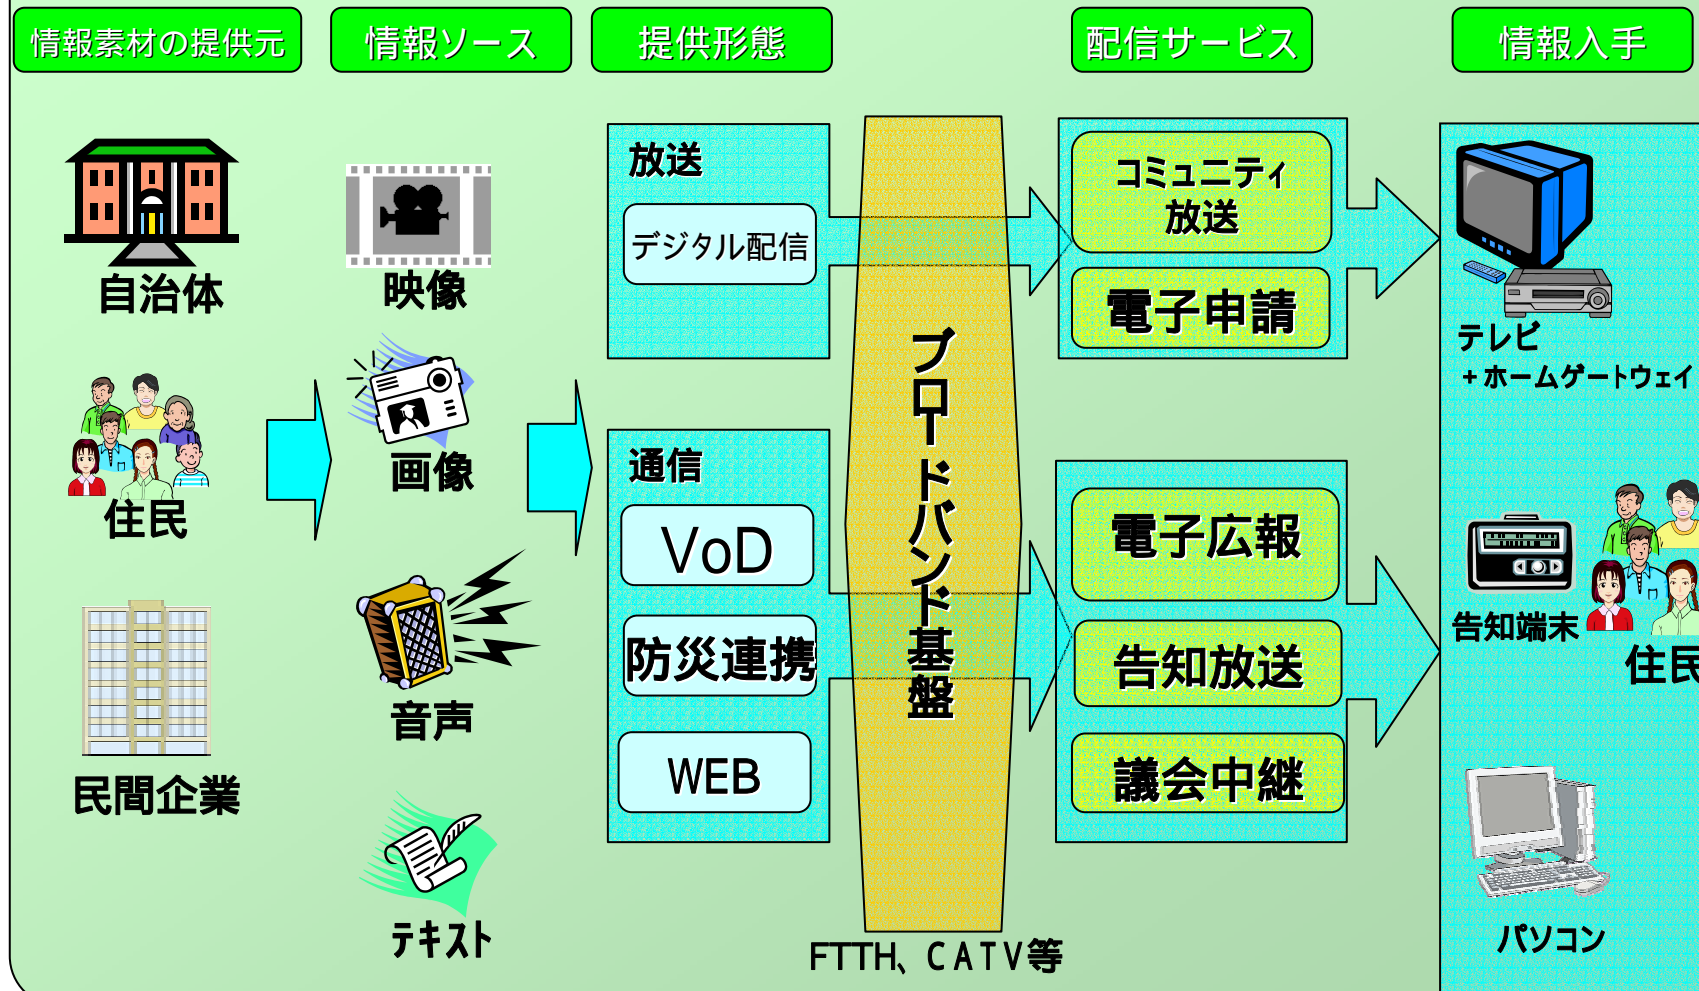 情報素材の提供元
情報ソース
提供形態
配信サービス
情報入手
自治体
住民
民間企業
映像
画像
音声
テキスト
放送
デジタル配信
通信
VoD
防災連携
WEB
ブロードバンド基盤
FTTH、CATV等
コミュニティ
放送
電子申請
電子広報
告知放送
議会中継
テレビ
+ホームゲートウェイ
告知端末
住民
パソコン